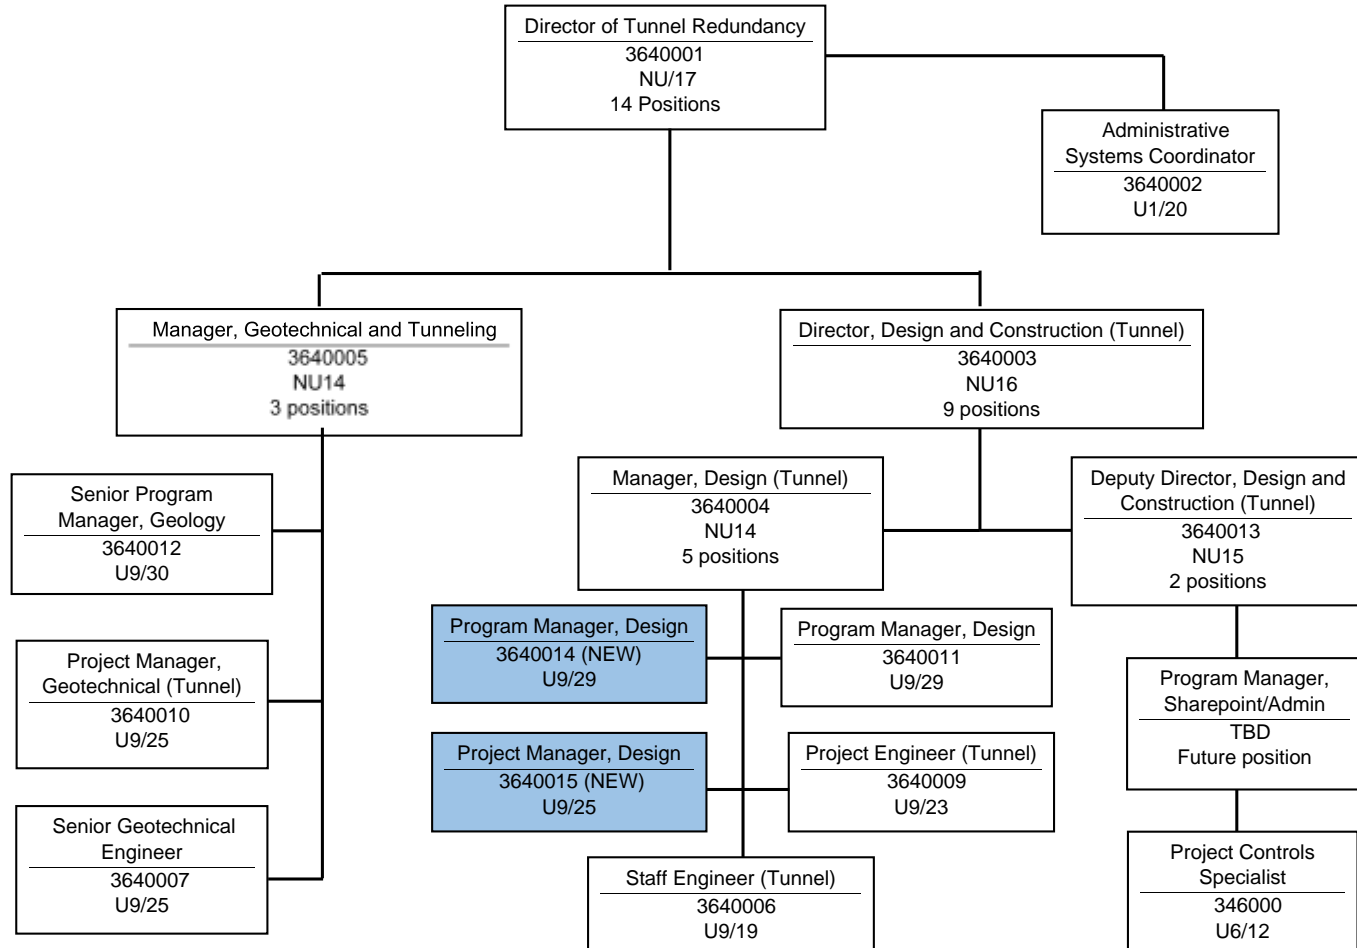 Director of Tunnel Redundancy
3640001
NU/17
14 Positions
Administrative
Systems Coordinator
3640002
U1/20
Manager, Geotechnical and Tunneling
3640005
NU14
3 positions
Director, Design and Construction (Tunnel)
3640003
NU16
9 positions
Senior Program
Manager, Geology
3640012
U9/30
Project Manager,
Geotechnical (Tunnel)
3640010
U9/25
Senior Geotechnical
Engineer
3640007
U9/25
Manager, Design (Tunnel)
3640004
NU14
5 positions
Program Manager, Design
3640014 (NEW)
U9/29
Program Manager, Design
3640011
U9/29
Project Manager, Design
3640015 (NEW)
U9/25
Project Engineer (Tunnel)
3640009
U9/23
Staff Engineer (Tunnel)
3640006
U9/19
Deputy Director, Design and
Construction (Tunnel)
3640013
NU15
2 positions
Program Manager,
Sharepoint/Admin
TBD
Future position
Project Controls
Specialist
346000
U6/12